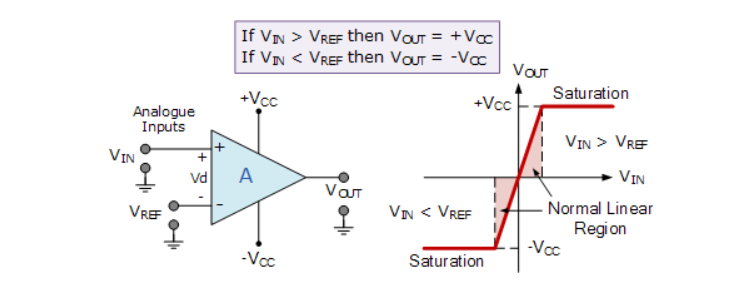 If VIN > VREF then VOUT = +VCC
If VIN < VREF then VOUT = -VCC
Analogue
Inputs
+VCC
VIN
+
+
Vd
A
-
-
VREF
VOUT
-VCC
VOUT
+VCC
Saturation
VIN > VREF
VIN
VIN < VREF
Normal Linear
Region
-VCC
Saturation